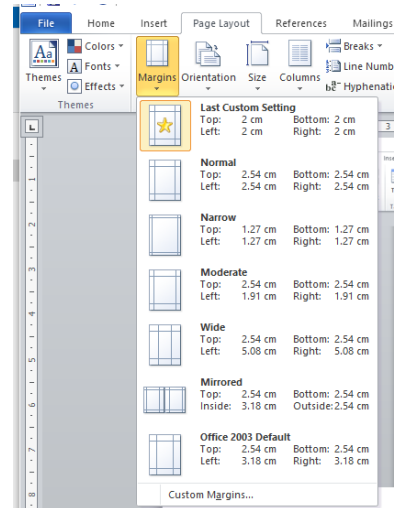 File Home Insert Page Layout References Mailings
Colors Breaks
Aa A Fonts Line Numb
Themes Effects Margins Orientation Size Columns Hyphenatic
Themes
Last Custom Setting
Top: 2 cm Bottom: 2 cm
Left: 2 cm Right: 2 cm
Normal
Top: 2.54 cm Bottom: 2.54 cm
Left: 2.54 cm Right: 2.54 cm
Narrow
Top: 1.27 cm Bottom: 1.27 cm
Left: 1.27 cm Right: 1.27 cm
Moderate
Top: 2.54 cm Bottom: 2.54 cm
Left: 1.91 cm Right: 1.91 cm
Wide
Top: 2.54 cm Bottom: 2.54 cm
Left: 5.08 cm Right: 5.08 cm
Mirrored
Top: 2.54 cm Bottom: 2.54 cm
Inside: 3.18 cm Outside: 2.54 cm
Office 2003 Default
Top: 2.54 cm Bottom: 2.54 cm
Left: 3.18 cm Right: 3.18 cm
Custom Margins...